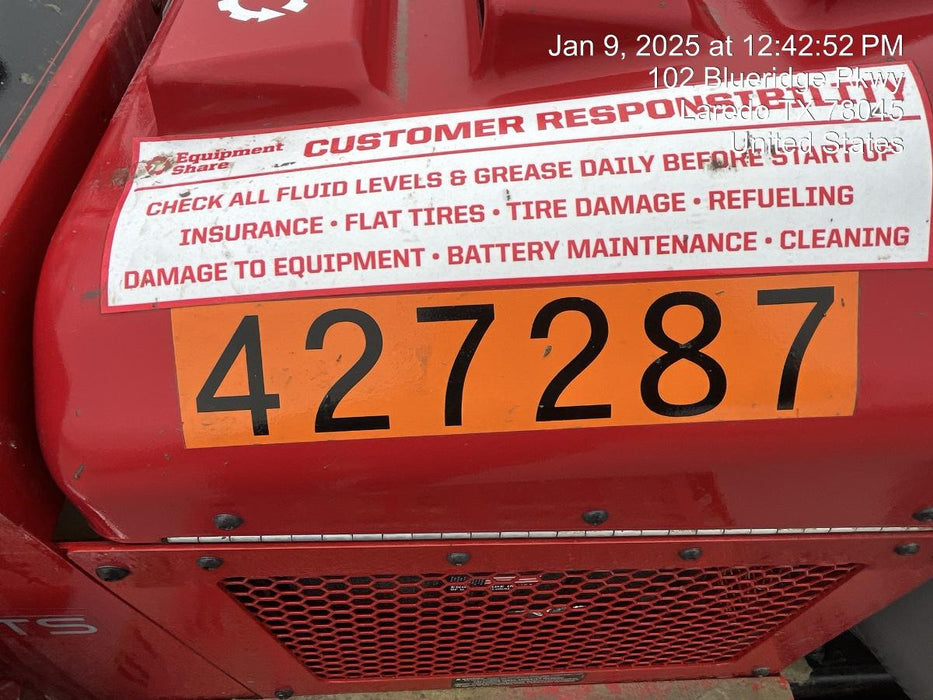 Jan 9, 2025 at 12:42:52 PM
102 Blueridge Pkwy
Laredo TX 78045
United States
Equipment
Share
CUSTOMER RESPONSIBILITY
CHECK ALL FLUID LEVELS & GREASE DAILY BEFORE START UP
INSURANCE • FLAT TIRES • TIRE DAMAGE • REFUELING
DAMAGE TO EQUIPMENT • BATTERY MAINTENANCE • CLEANING
427287
TS